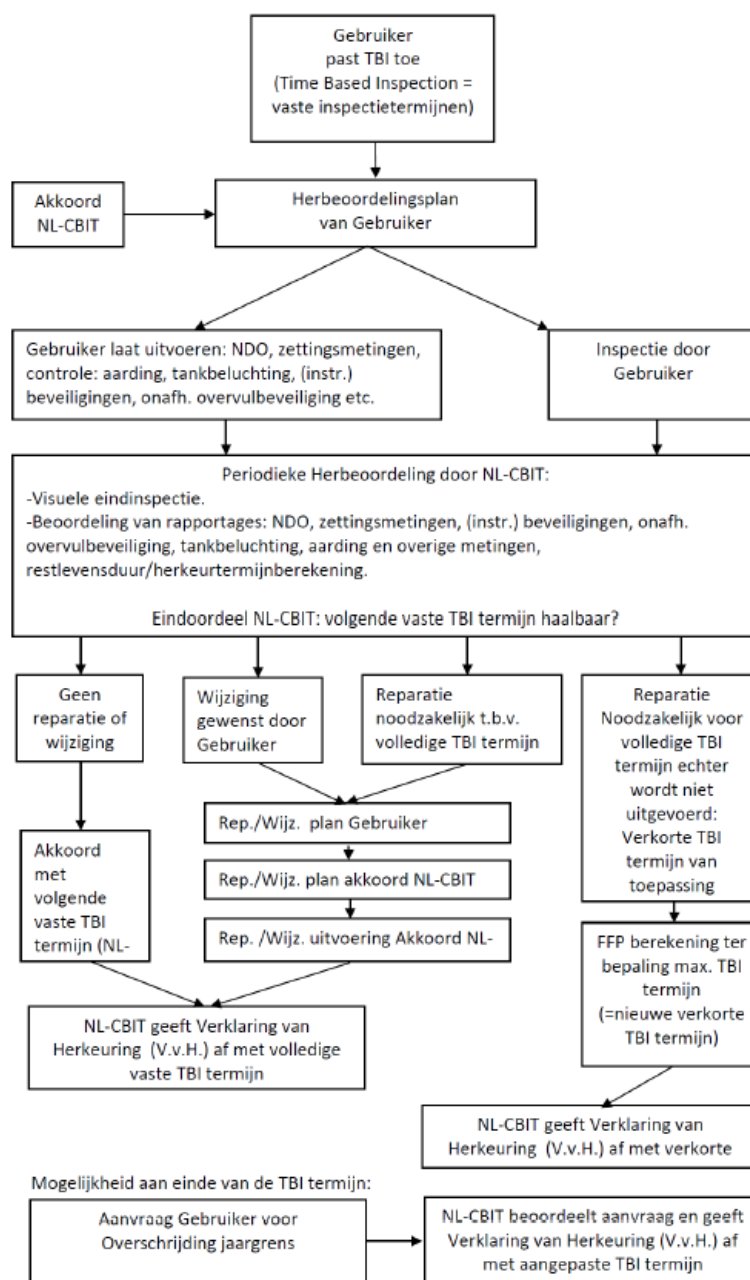 Gebruiker
past TBI toe
(Time Based Inspection =
vaste inspectietermijnen)
Akkoord
NL-CBIT
Herbeoordelingsplan
van Gebruiker
Gebruiker laat uitvoeren: NDO, zettingsmetingen,
controle: aarding, tankbeluchting, (instr.)
beveiligingen, onafh. overvulbeveiliging etc.
Inspectie door
Gebruiker
Periodieke Herbeoordeling door NL-CBIT:
-Visuele eindinspectie.
-Beoordeling van rapportages: NDO, zettingsmetingen, (instr.) beveiligingen, onafh.
overvulbeveiliging, tankbeluchting, aarding en overige metingen,
restlevensduur/herkeurtermijnberekening.
Eindoordeel NL-CBIT: volgende vaste TBI termijn haalbaar?
Geen
reparatie of
wijziging
Wijziging
gewenst door
Gebruiker
Reparatie
noodzakelijk t.b.v.
volledige TBI termijn
Reparatie
Noodzakelijk voor
volledige TBI
termijn echter
wordt niet
uitgevoerd:
Verkorte TBI
termijn van
toepassing
Rep./Wijz. plan Gebruiker
Rep./Wijz. plan akkoord NL-CBIT
Rep. /Wijz. uitvoering Akkoord NL-
Akkoord
met
volgende
vaste TBI
termijn (NL-
FFP berekening ter
bepaling max. TBI
termijn
(=nieuwe verkorte
TBI termijn)
NL-CBIT geeft Verklaring van
Herkeuring (V.v.H.) af met volledige
vaste TBI termijn
NL-CBIT geeft Verklaring van
Herkeuring (V.v.H.) af met verkorte
Mogelijkheid aan einde van de TBI termijn:
Aanvraag Gebruiker voor
Overschrijding jaargrens
NL-CBIT beoordeelt aanvraag en geeft
Verklaring van Herkeuring (V.v.H.) af
met aangepaste TBI termijn